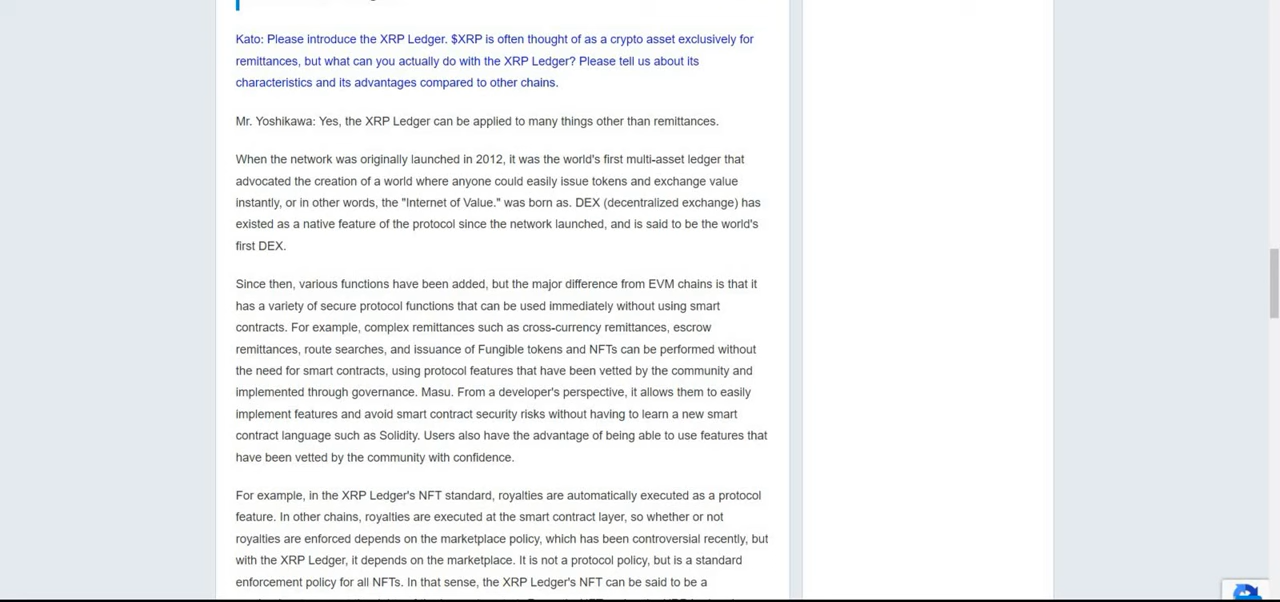 Kato: Please introduce the XRP Ledger. $XRP is often thought of as a crypto asset exclusively for
remittances, but what can you actually do with the XRP Ledger? Please tell us about its
characteristics and its advantages compared to other chains.
Mr. Yoshikawa: Yes, the XRP Ledger can be applied to many things other than remittances.
When the network was originally launched in 2012, it was the world's first multi-asset ledger that
advocated the creation of a world where anyone could easily issue tokens and exchange value
instantly, or in other words, the "Internet of Value." was born as. DEX (decentralized exchange) has
existed as a native feature of the protocol since the network launched, and is said to be the world's
first DEX.
Since then, various functions have been added, but the major difference from EVM chains is that it
has a variety of secure protocol functions that can be used immediately without using smart
contracts. For example, complex remittances such as cross-currency remittances, escrow
remittances, route searches, and issuance of Fungible tokens and NFTs can be performed without
the need for smart contracts, using protocol features that have been vetted by the community and
implemented through governance. Masu. From a developer's perspective, it allows them to easily
implement features and avoid smart contract security risks without having to learn a new smart
contract language such as Solidity. Users also have the advantage of being able to use features that
have been vetted by the community with confidence.
For example, in the XRP Ledger's NFT standard, royalties are automatically executed as a protocol
feature. In other chains, royalties are executed at the smart contract layer, so whether or not
royalties are enforced depends on the marketplace policy, which has been controversial recently, but
with the XRP Ledger, it depends on the marketplace. It is not a protocol policy, but is a standard
enforcement policy for all NFTs. In that sense, the XRP Ledger's NFT can be said to be a